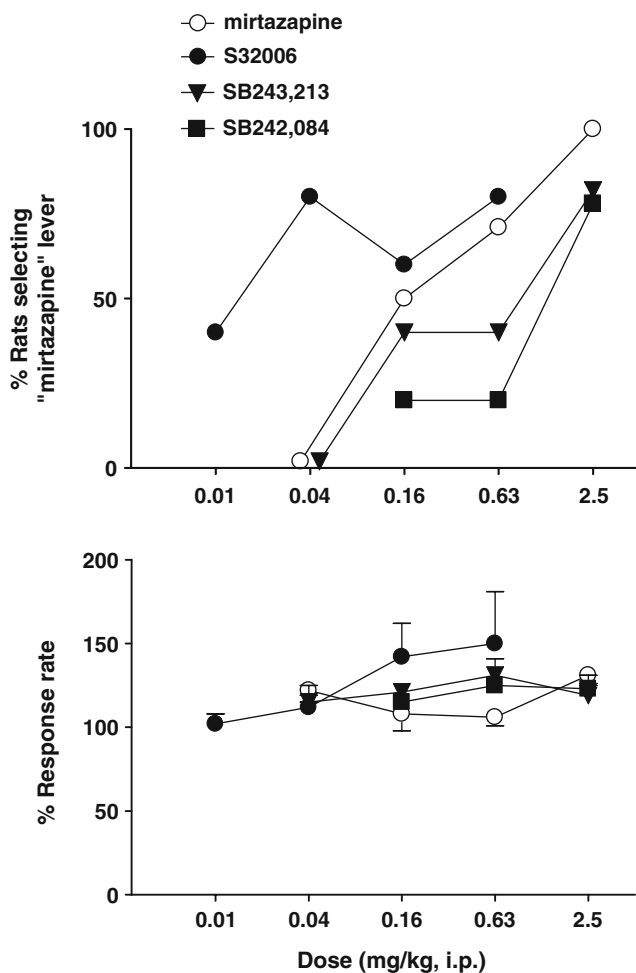 mirtazapine
S32006
SB243,213
SB242,084
% Rats selecting
"mirtazapine" lever
100
50
0
0.01 0.04 0.16 0.63 2.5
% Response rate
200
150
100
50
0
0.01 0.04 0.16 0.63 2.5
Dose (mg/kg, i.p.)